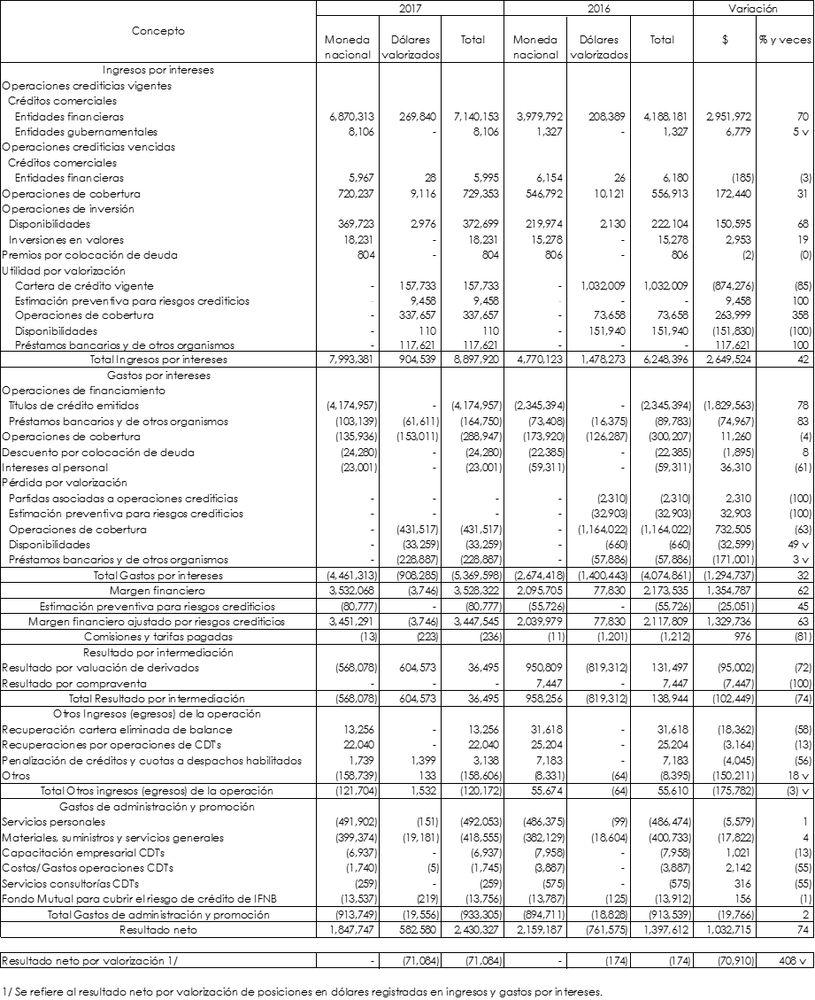 Concepto 2017 2016 Variación
Moneda nacional Dólares valorizados Total Moneda nacional Dólares valorizados Total $ % y veces
Ingresos por intereses
Operaciones crediticias vigentes
Créditos comerciales
Entidades financieras 6,870,313 269,840 7,140,153 3,979,792 208,389 4,188,181 2,951,972 70
Entidades gubernamentales 8,106 - 8,106 1,327 - 1,327 6,779 5 v
Operaciones crediticias vencidas
Créditos comerciales
Entidades financieras 5,967 28 5,995 6,154 26 6,180 (185) (3)
Operaciones de cobertura 720,237 9,116 729,353 546,792 10,121 556,913 172,440 31
Operaciones de inversión
Disponibilidades 369,723 2,976 372,699 219,974 2,130 222,104 150,595 68
Inversiones en valores 18,231 - 18,231 15,278 - 15,278 2,953 19
Premios por colocación de deuda 804 - 804 806 - 806 (2) (0)
Utilidad por valorización
Cartera de crédito vigente - 157,733 157,733 - 1,032,009 1,032,009 (874,276) (85)
Estimación preventiva para riesgos crediticios - 9,458 9,458 - - - 9,458 100
Operaciones de cobertura - 337,657 337,657 - 73,658 73,658 263,999 358
Disponibilidades - 110 110 - 151,940 151,940 (151,830) (100)
Préstamos bancarios y de otros organismos - 117,621 117,621 - - - 117,621 100
Total Ingresos por intereses 7,993,381 904,539 8,897,920 4,770,123 1,478,273 6,248,396 2,649,524 42
Gastos por intereses
Operaciones de financiamiento
Títulos de crédito emitidos (4,174,957) - (4,174,957) (2,345,394) - (2,345,394) (1,829,563) 78
Préstamos bancarios y de otros organismos (103,139) (61,611) (164,750) (73,408) (16,375) (89,783) (74,967) 83
Operaciones de cobertura (135,936) (153,011) (288,947) (173,920) (126,287) (300,207) 11,260 (4)
Descuento por colocación de deuda (24,280) - (24,280) (22,385) - (22,385) (1,895) 8
Intereses al personal (23,001) - (23,001) (59,311) - (59,311) 36,310 (61)
Pérdida por valorización
Partidas asociadas a operaciones crediticias - - - - (2,310) (2,310) 2,310 (100)
Estimación preventiva para riesgos crediticios - - - - (32,903) (32,903) 32,903 (100)
Operaciones de cobertura - (431,517) (431,517) - (1,164,022) (1,164,022) 732,505 (63)
Disponibilidades - (33,259) (33,259) - (660) (660) (32,599) 49 v
Préstamos bancarios y de otros organismos - (228,887) (228,887) - (57,886) (57,886) (171,001) 3 v
Total Gastos por intereses (4,461,313) (908,285) (5,369,598) (2,674,418) (1,400,443) (4,074,861) (1,294,737) 32
Margen financiero 3,532,068 (3,746) 3,528,322 2,095,705 77,830 2,173,535 1,354,787 62
Estimación preventiva para riesgos crediticios (80,777) - (80,777) (55,726) - (55,726) (25,051) 45
Margen financiero ajustado por riesgos crediticios 3,451,291 (3,746) 3,447,545 2,039,979 77,830 2,117,809 1,329,736 63
Comisiones y tarifas pagadas (13) (223) (236) (11) (1,201) (1,212) 976 (81)
Resultado por intermediación
Resultado por valuación de derivados (568,078) 604,573 36,495 950,809 (819,312) 131,497 (95,002) (72)
Resultado por compraventa - - - 7,447 - 7,447 (7,447) (100)
Total Resultado por intermediación (568,078) 604,573 36,495 958,256 (819,312) 138,944 (102,449) (74)
Otros Ingresos (egresos) de la operación
Recuperación cartera eliminada de balance 13,256 - 13,256 31,618 - 31,618 (18,362) (58)
Recuperaciones por operaciones de CDT's 22,040 - 22,040 25,204 - 25,204 (3,164) (13)
Penalización de créditos y cuotas a despachos habilitados 1,739 1,399 3,138 7,183 - 7,183 (4,045) (56)
Otros (158,739) 133 (158,606) (8,331) (64) (8,395) (150,211) 18 v
Total Otros ingresos (egresos) de la operación (121,704) 1,532 (120,172) 55,674 (64) 55,610 (175,782) (3) v
Gastos de administración y promoción
Servicios personales (491,902) (151) (492,053) (486,375) (99) (486,474) (5,579) 1
Materiales, suministros y servicios generales (399,374) (19,181) (418,555) (382,129) (18,604) (400,733) (17,822) 4
Capacitación empresarial CDT's (6,937) - (6,937) (7,958) - (7,958) 1,021 (13)
Costos/Gastos operaciones CDT's (1,740) (5) (1,745) (3,887) - (3,887) 2,142 (55)
Servicios consultorías CDT's (259) - (259) (575) - (575) 316 (55)
Fondo Mutual para cubrir el riesgo de crédito de IFNB (13,537) (219) (13,756) (13,787) (125) (13,912) 156 (1)
Total Gastos de administración y promoción (913,749) (19,556) (933,305) (894,711) (18,828) (913,539) (19,766) 2
Resultado neto 1,847,747 582,580 2,430,327 2,159,187 (761,575) 1,397,612 1,032,715 74
Resultado neto por valorización 1/ - (71,084) (71,084) - (174) (174) (70,910) 408 v
1/ Se refiere al resultado neto por valorización de posiciones en dólares registradas en ingresos y gastos por intereses.